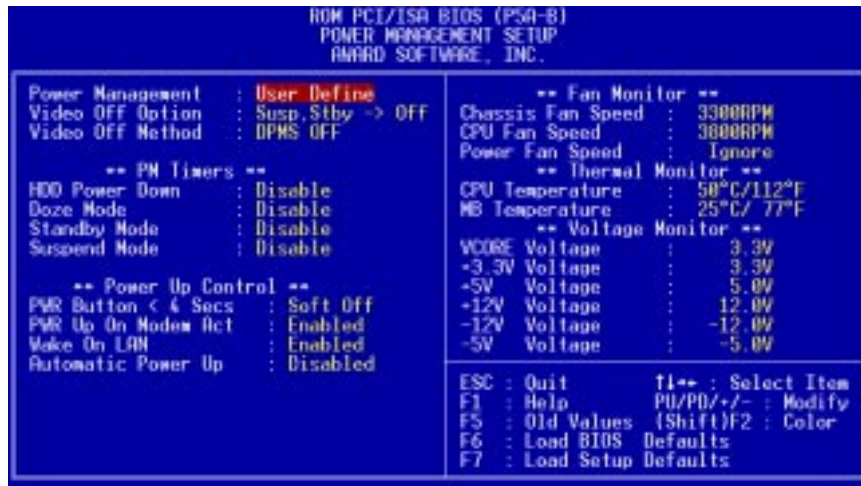 ROM PCI/ISA BIOS (P5A-B)
POWER MANAGEMENT SETUP
AWARD SOFTWARE, INC.
Power Management : User Define
Video Off Option : Susp,Stby -> Off
Video Off Method : DPMS OFF
** PM Timers **
HDD Power Down : Disable
Doze Mode : Disable
Standby Mode : Disable
Suspend Mode : Disable
** Power Up Control **
PWR Button < 4 Secs : Soft Off
PWR Up On Modem Act : Enabled
Wake On LAN : Enabled
Automatic Power Up : Disabled
** Fan Monitor **
Chassis Fan Speed : 3300RPM
CPU Fan Speed : 3800RPM
Power Fan Speed : Ignore
** Thermal Monitor **
CPU Temperature : 50°C/112°F
MB Temperature : 25°C/ 77°F
** Voltage Monitor **
VCORE Voltage : 3.3V
+3.3V Voltage : 3.3V
+5V Voltage : 5.0V
+12V Voltage : 12.0V
-12V Voltage : -12.0V
-5V Voltage : -5.0V
ESC : Quit ↑↓→← : Select Item
F1 : Help PU/PD/+/- : Modify
F5 : Old Values (Shift)F2 : Color
F6 : Load BIOS Defaults
F7 : Load Setup Defaults